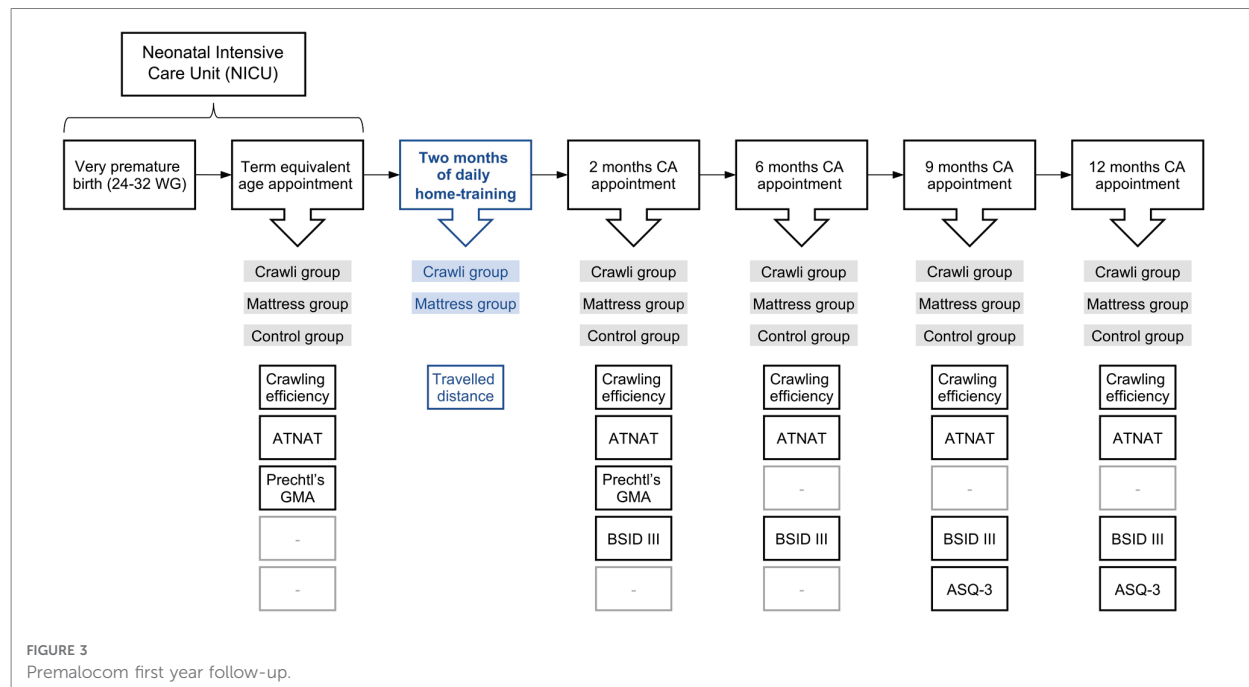 Neonatal Intensive
Care Unit (NICU)
Very premature
birth (24-32 WG)
Term equivalent
age appointment
Two months
of daily
home-training
2 months CA
appointment
6 months CA
appointment
9 months CA
appointment
12 months CA
appointment
Crawli group
Mattress group
Control group
Crawling
efficiency
ATNAT
Prechtl's
GMA
-
-
Crawli group
Mattress group
Travelled
distance
Crawli group
Mattress group
Control group
Crawling
efficiency
ATNAT
Prechtl's
GMA
BSID III
-
Crawli group
Mattress group
Control group
Crawling
efficiency
ATNAT
-
BSID III
-
Crawli group
Mattress group
Control group
Crawling
efficiency
ATNAT
-
BSID III
ASQ-3
Crawli group
Mattress group
Control group
Crawling
efficiency
ATNAT
-
BSID III
ASQ-3
FIGURE 3
Premalocom first year follow-up.